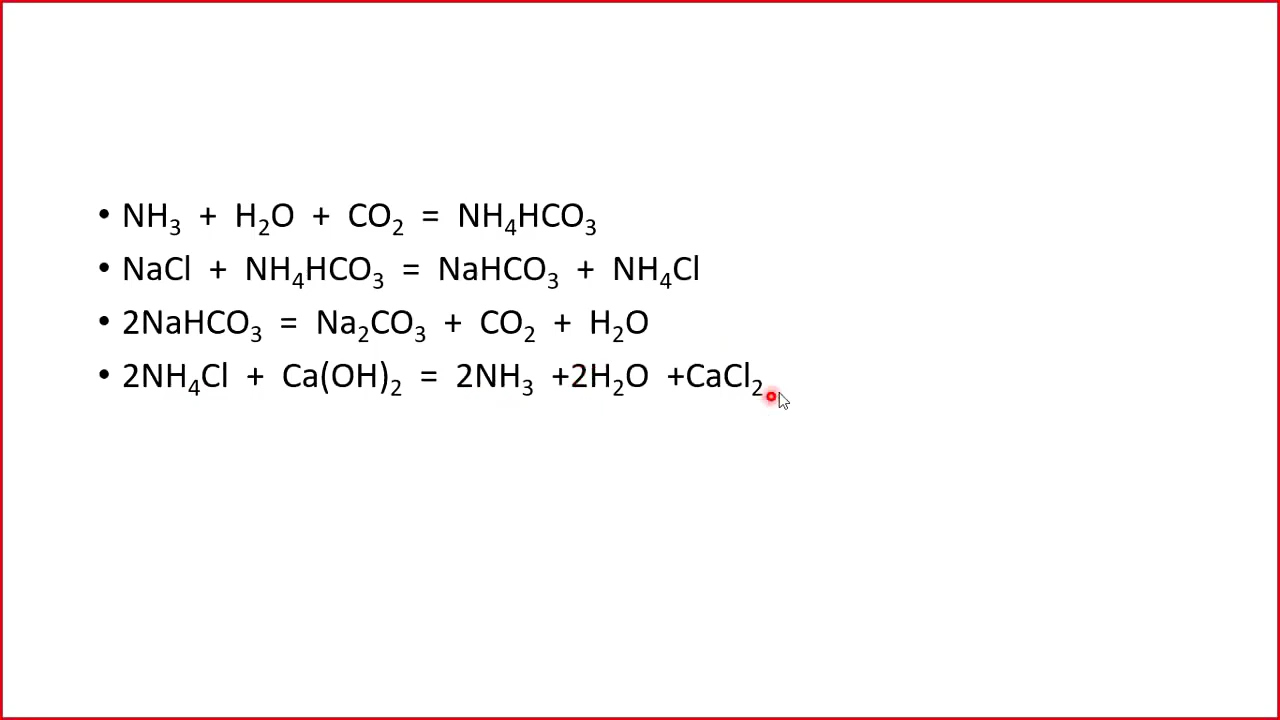 • NH₃ + H₂O + CO₂ = NH₄HCO₃
• NaCl + NH₄HCO₃ = NaHCO₃ + NH₄Cl
• 2NaHCO₃ = Na₂CO₃ + CO₂ + H₂O
• 2NH₄Cl + Ca(OH)₂ = 2NH₃ +2H₂O +CaCl₂